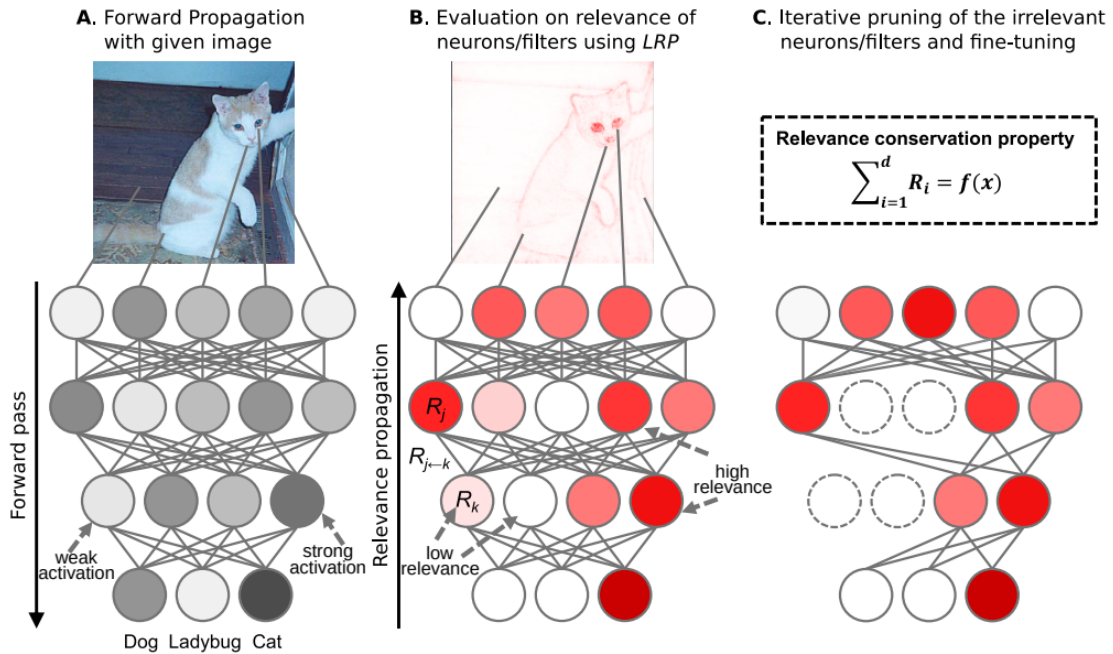 A. Forward Propagation
with given image
B. Evaluation on relevance of
neurons/filters using LRP
C. Iterative pruning of the irrelevant
neurons/filters and fine-tuning
Relevance conservation property
∑_{i=1}^{d} R_i = f(x)
Forward pass
weak
activation
strong
activation
Dog Ladybug Cat
Relevance propagation
R_j
R_{j←k}
R_k
high
relevance
low
relevance